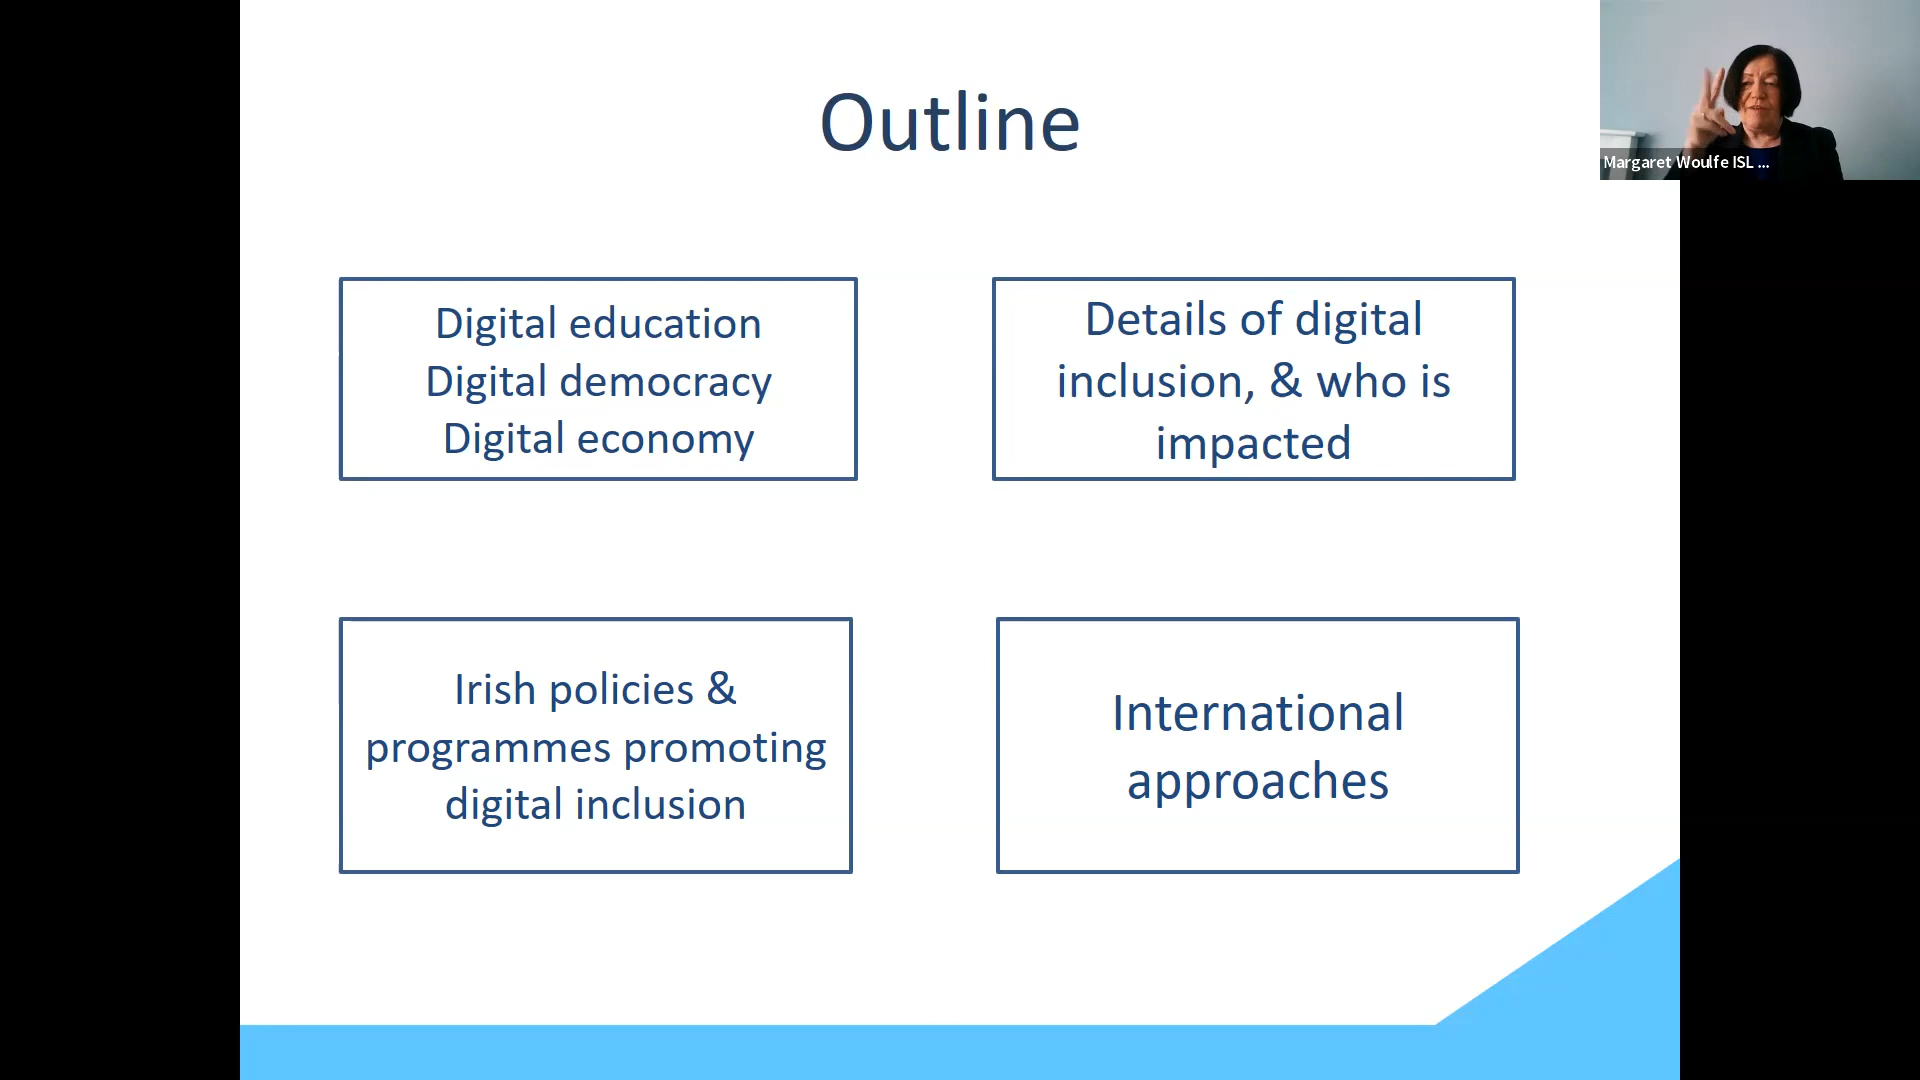 Outline
Margaret Woulfe ISL ...
Digital education
Digital democracy
Digital economy
Details of digital
inclusion, & who is
impacted
Irish policies &
programmes promoting
digital inclusion
International
approaches